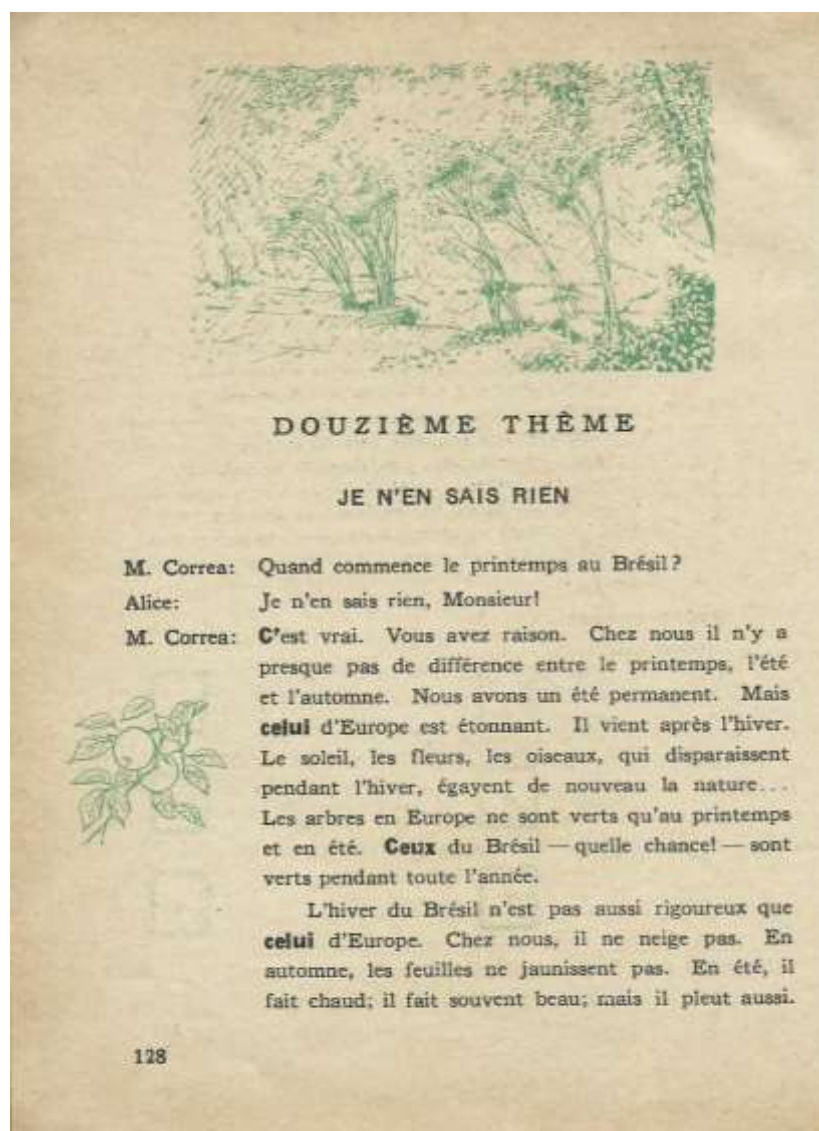 DOUZIÈME THÊME
JE N'EN SAIS RIEN
M. Correa: Quand commence le printemps au Brésil?
Alice: Je n'en sais rien, Monsieur!
M. Correa: C'est vrai. Vous avez raison. Chez nous il n'y a
presque pas de différence entre le printemps, l'été
et l'automne. Nous avons un été permanent. Mais
celui d'Europe est étonnant. Il vient après l'hiver.
Le soleil, les fleurs, les oiseaux, qui disparaissent
pendant l'hiver, égayent de nouveau la nature...
Les arbres en Europe ne sont verts qu'au printemps
et en été. Ceux du Brésil — quelle chance! — sont
verts pendant toute l'année.
L'hiver du Brésil n'est pas aussi rigoureux que
celui d'Europe. Chez nous, il ne neige pas. En
automne, les feuilles ne jaunissent pas. En été, il
fait chaud; il fait souvent beau; mais il pleut aussi.
128